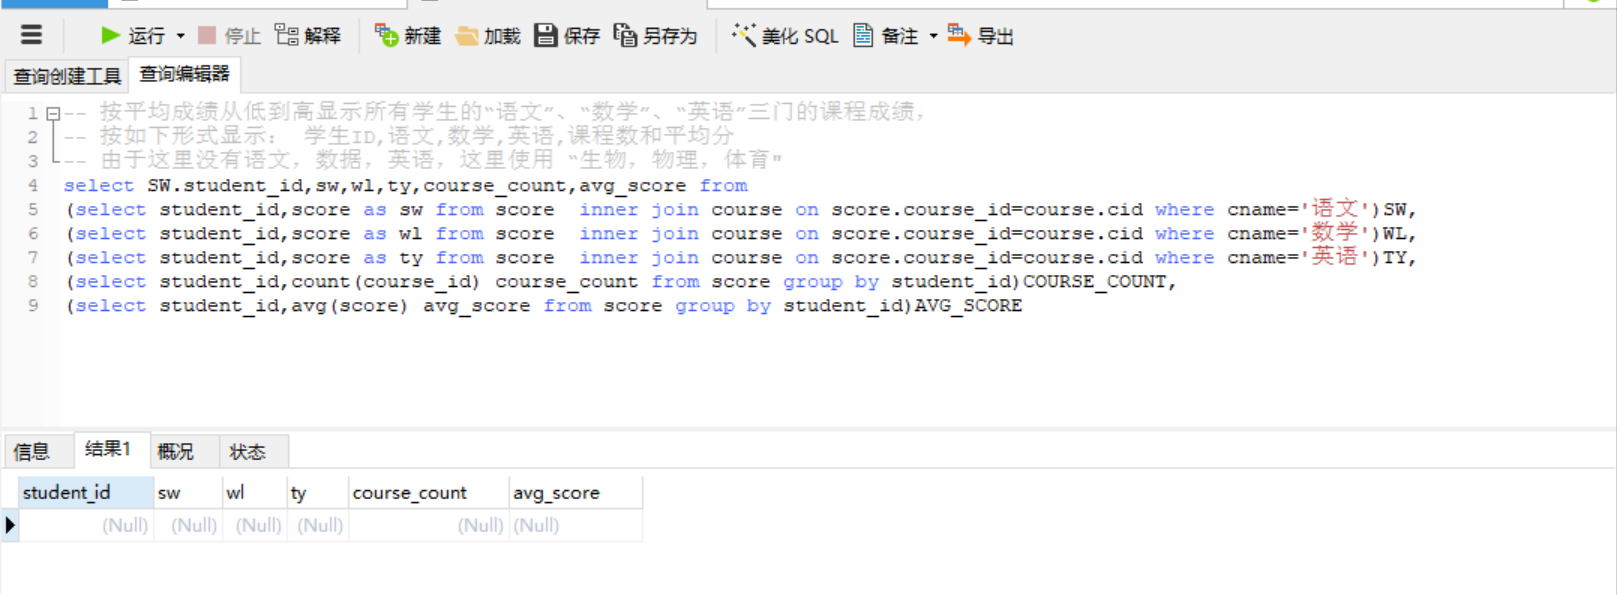 运行 停止 解释 新建 加载 保存 另存为 美化 SQL 备注 导出
查询创建工具 查询编辑器
1 -- 按平均成绩从低到高显示所有学生的“语文”、“数学”、“英语”三门的课程成绩，
2 -- 按如下形式显示： 学生ID,语文,数学,英语,课程数和平均分
3 -- 由于这里没有语文，数据，英语，这里使用 “生物，物理，体育"
4 select SW.student_id,sw,wl,ty,course_count,avg_score from
5 (select student_id,score as sw from score  inner join course on score.course_id=course.cid where cname='语文')SW,
6 (select student_id,score as wl from score  inner join course on score.course_id=course.cid where cname='数学')WL,
7 (select student_id,score as ty from score  inner join course on score.course_id=course.cid where cname='英语')TY,
8 (select student_id,count(course_id) course_count from score group by student_id)COURSE_COUNT,
9 (select student_id,avg(score) avg_score from score group by student_id)AVG_SCORE
信息 结果1 概况 状态
student_id sw wl ty course_count avg_score
(Null) (Null) (Null) (Null) (Null) (Null)